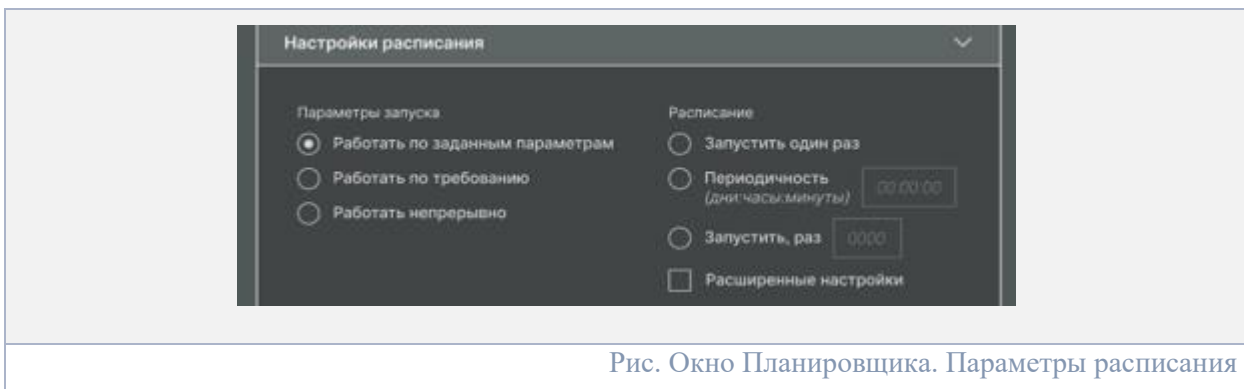 Настройки расписания
Параметры запуска
Работать по заданным параметрам
Работать по требованию
Работать непрерывно
Расписание
Запустить один раз
Периодичность
(дни:часы:минуты) 00:00:00
Запустить, раз 0000
Расширенные настройки
Рис. Окно Планировщика. Параметры расписания